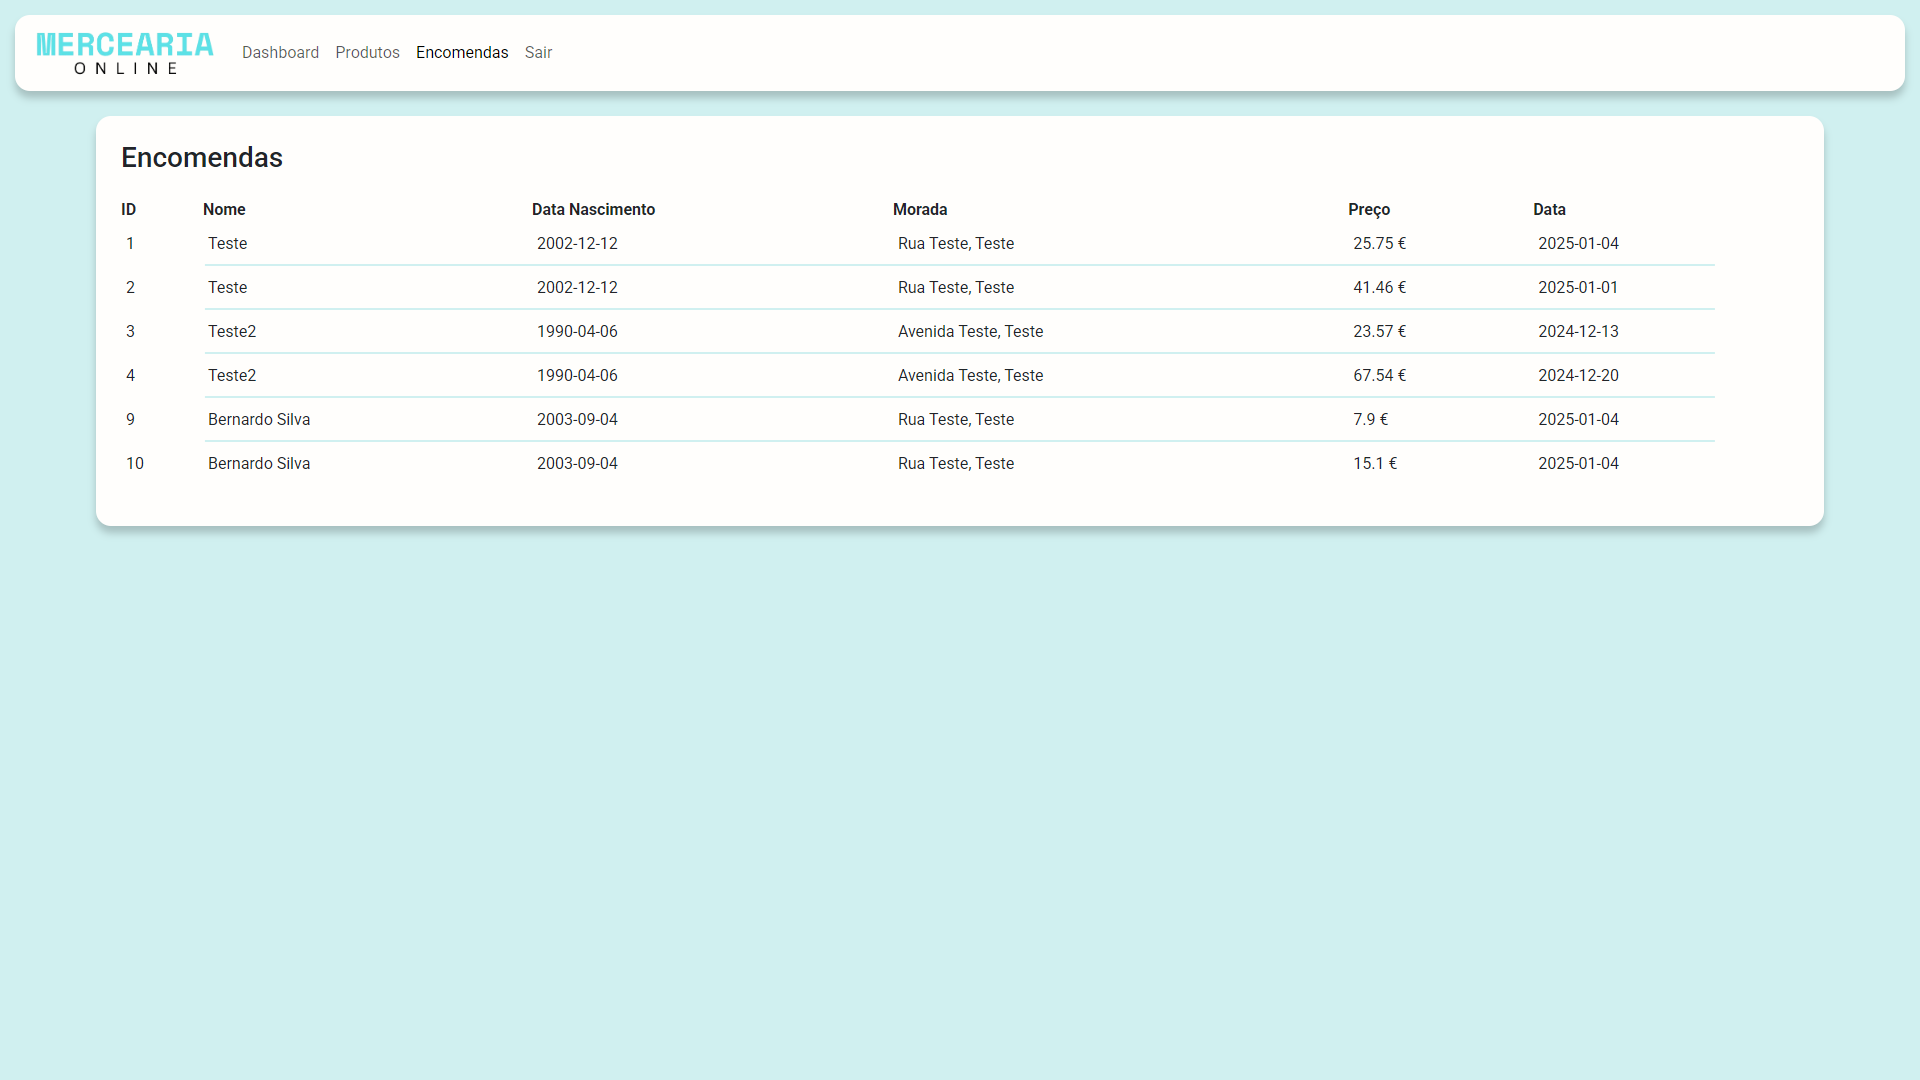 MERCEARIA
ONLINE
Dashboard Produtos Encomendas Sair
Encomendas
ID Nome Data Nascimento Morada Preço Data
1 Teste 2002-12-12 Rua Teste, Teste 25.75 € 2025-01-04
2 Teste 2002-12-12 Rua Teste, Teste 41.46 € 2025-01-01
3 Teste2 1990-04-06 Avenida Teste, Teste 23.57 € 2024-12-13
4 Teste2 1990-04-06 Avenida Teste, Teste 67.54 € 2024-12-20
9 Bernardo Silva 2003-09-04 Rua Teste, Teste 7.9 € 2025-01-04
10 Bernardo Silva 2003-09-04 Rua Teste, Teste 15.1 € 2025-01-04